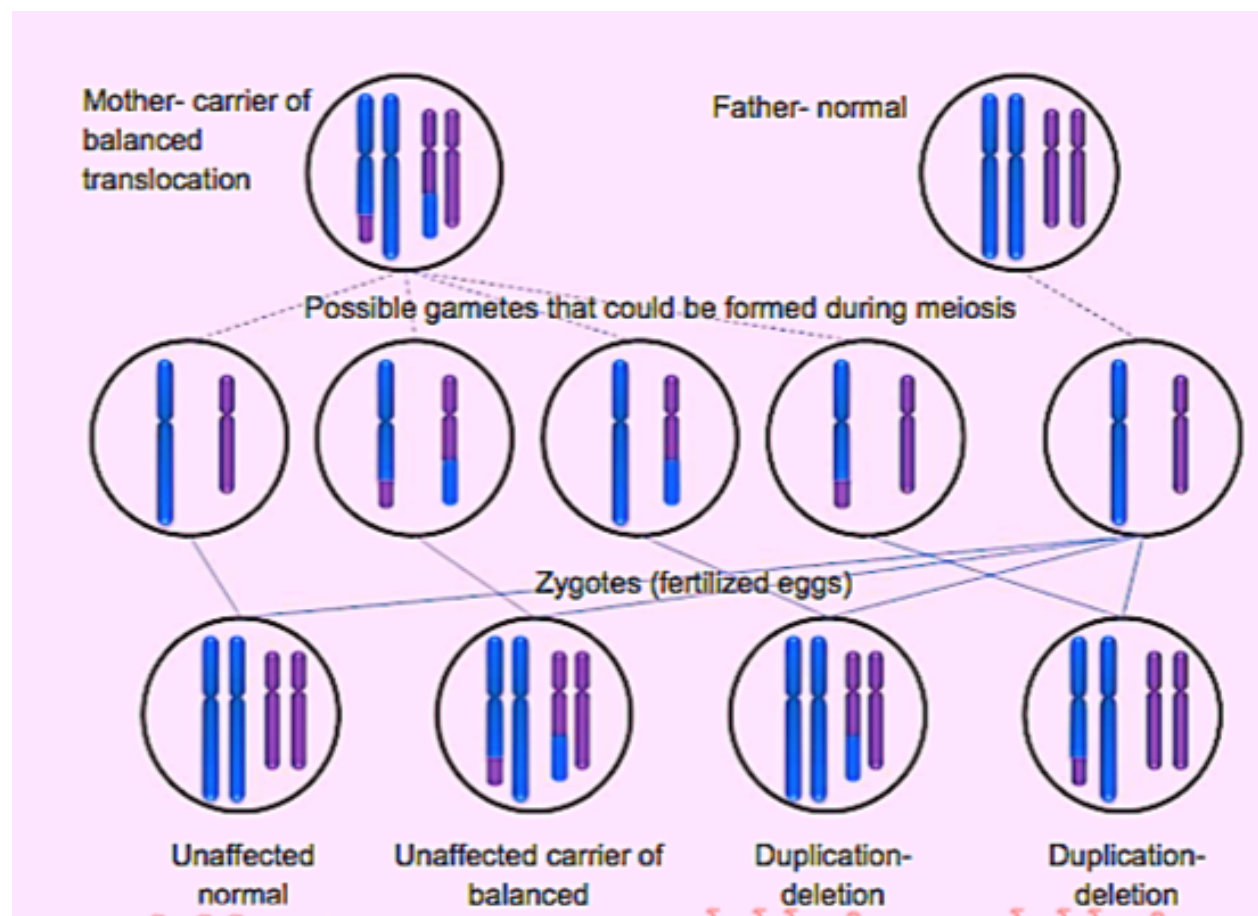 Mother- carrier of
balanced
translocation
Father- normal
Possible gametes that could be formed during meiosis
Zygotes (fertilized eggs)
Unaffected
normal
Unaffected carrier of
balanced
Duplication-
deletion
Duplication-
deletion